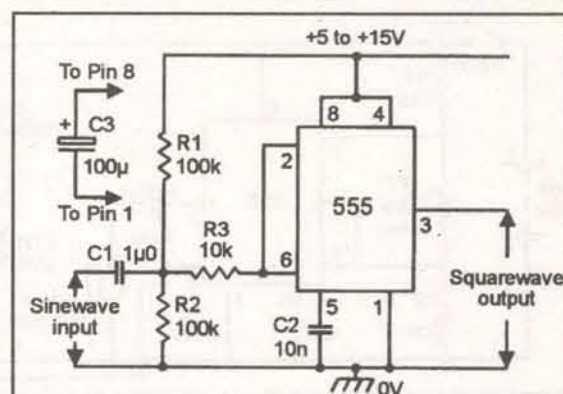 +5 to +15V
To Pin 8
+
C3
100µ
To Pin 1
R1
100k
8
4
2
555
3
R3
10k
6
C1
1µ0
Sinewave
input
R2
100k
C2
10n
5
1
Squarewave
output
0V